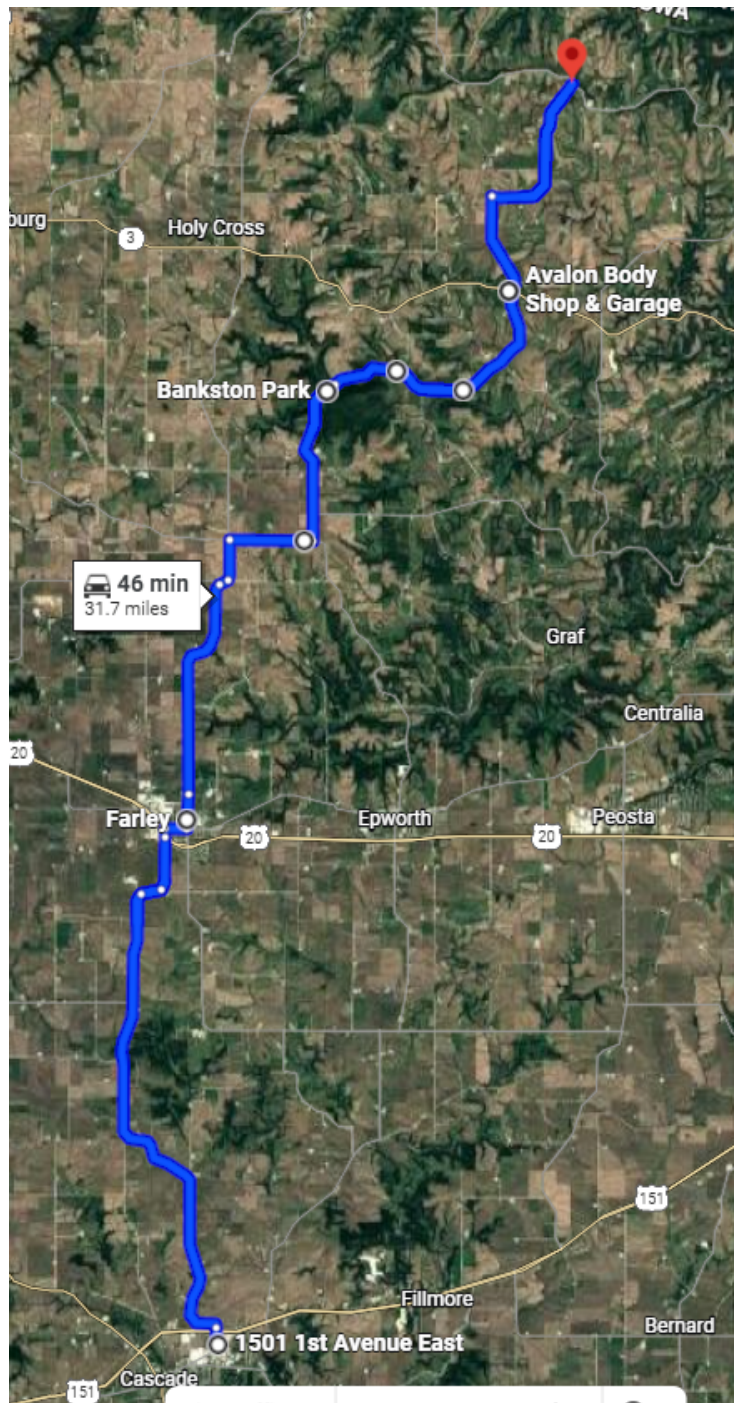 burg
3
Holy Cross
Avalon Body
Shop & Garage
Bankston Park
46 min
31.7 miles
Graf
Centralia
20
Farley
Epworth
Peosta
20
20
151
Fillmore
Bernard
1501 1st Avenue East
Cascade
151